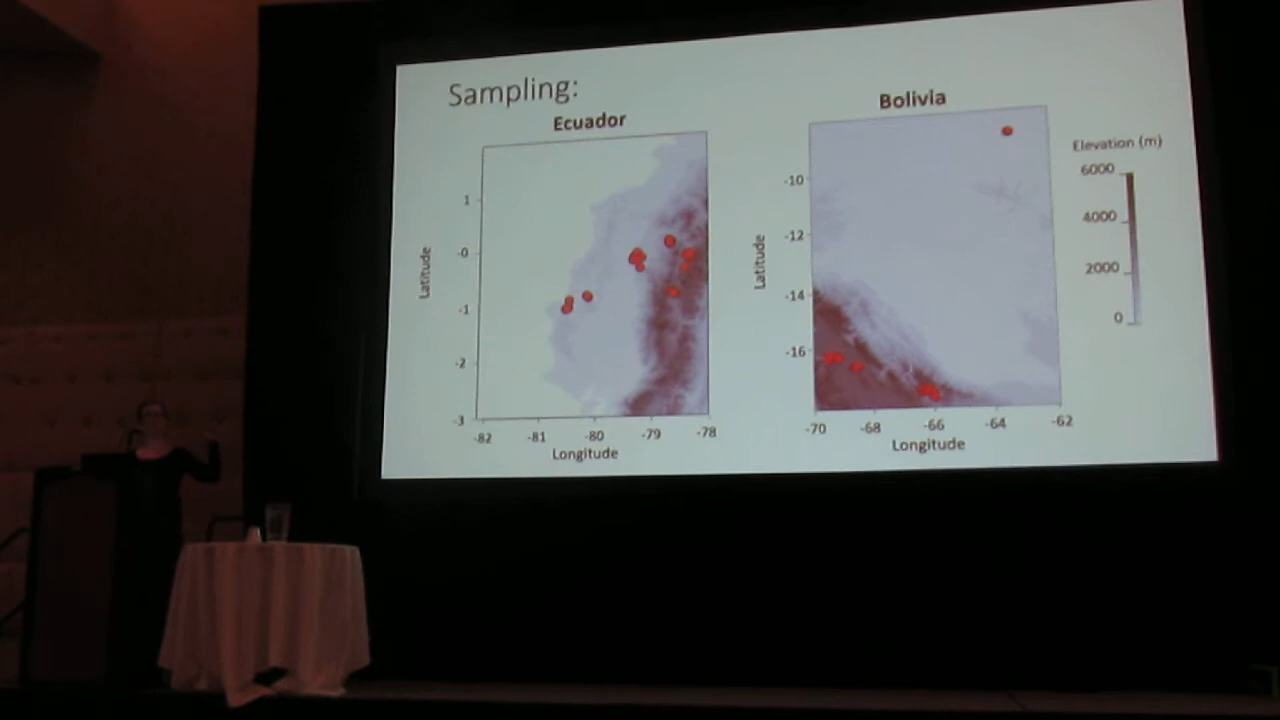 Sampling:
Ecuador
Latitude
1
-0
-1
-2
-3
-82 -81 -80 -79 -78
Longitude
Bolivia
Latitude
-10
-12
-14
-16
-70 -68 -66 -64 -62
Longitude
Elevation (m)
6000
4000
2000
0